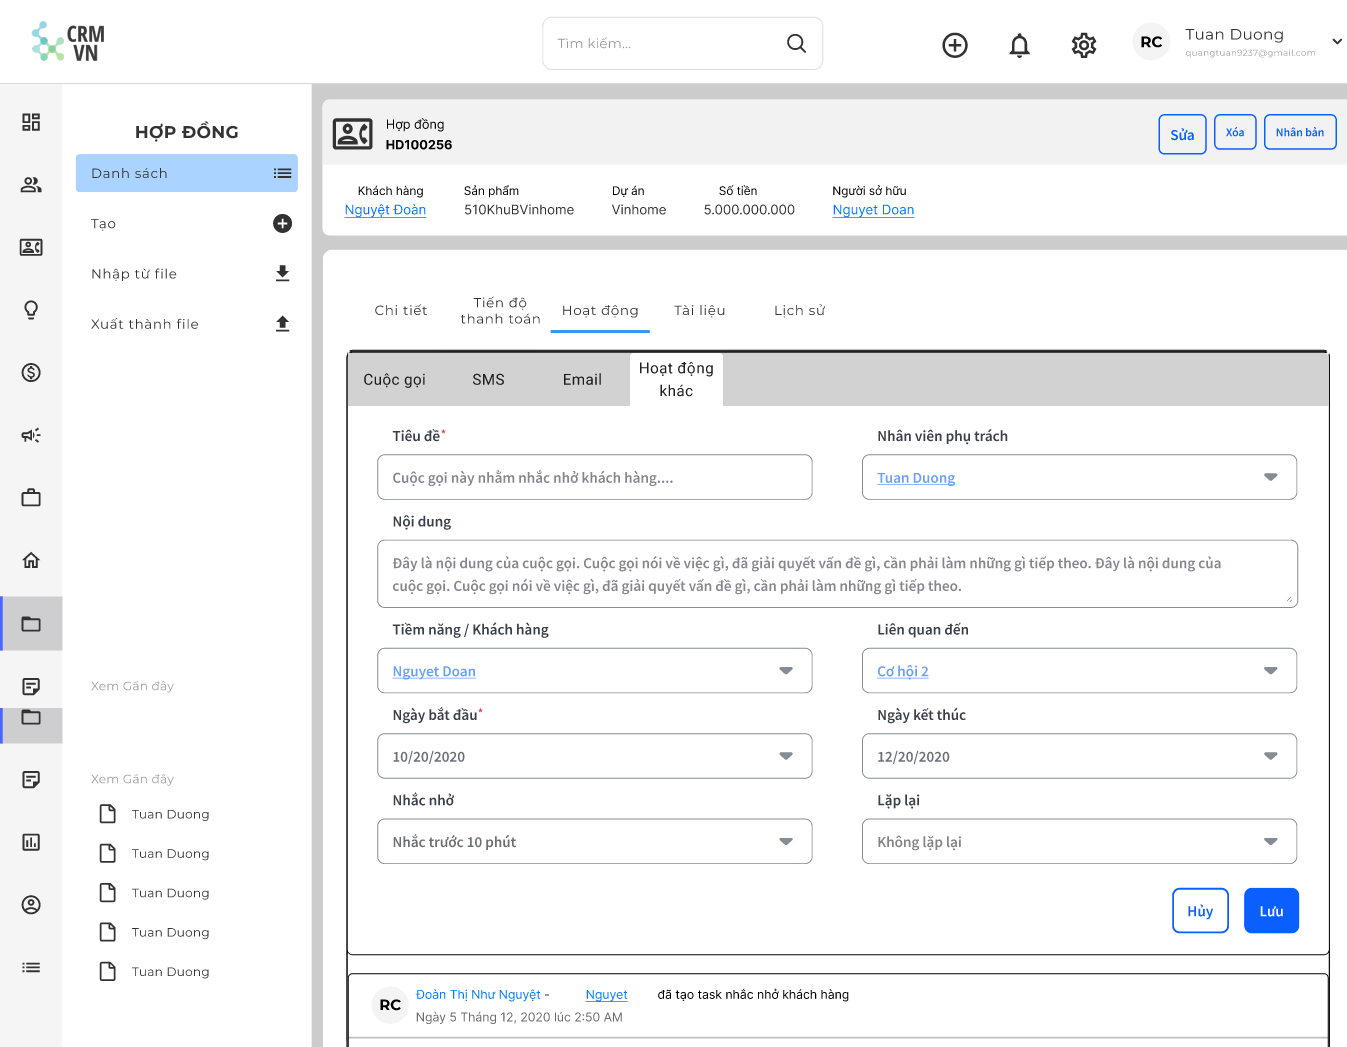 CRM
VN
Tìm kiếm...
RC
Tuan Duong
quangtuan9237@gmail.com
HỢP ĐỒNG
Danh sách
Tạo
Nhập từ file
Xuất thành file
Xem Gần đây
Xem Gần đây
Tuan Duong
Tuan Duong
Tuan Duong
Tuan Duong
Tuan Duong
Hợp đồng
HD100256
Sửa
Xóa
Nhân bản
Khách hàng
Sản phẩm
Dự án
Số tiền
Người sở hữu
Nguyệt Đoàn
510KhuBVinhome
Vinhome
5.000.000.000
Nguyet Doan
Chi tiết
Tiến độ
thanh toán
Hoạt động
Tài liệu
Lịch sử
Cuộc gọi
SMS
Email
Hoạt động
khác
Tiêu đề*
Nhân viên phụ trách
Cuộc gọi này nhằm nhắc nhở khách hàng....
Tuan Duong
Nội dung
Đây là nội dung của cuộc gọi. Cuộc gọi nói về việc gì, đã giải quyết vấn đề gì, cần phải làm những gì tiếp theo. Đây là nội dung của
cuộc gọi. Cuộc gọi nói về việc gì, đã giải quyết vấn đề gì, cần phải làm những gì tiếp theo.
Tiềm năng / Khách hàng
Liên quan đến
Nguyet Doan
Cơ hội 2
Ngày bắt đầu*
Ngày kết thúc
10/20/2020
12/20/2020
Nhắc nhở
Lặp lại
Nhắc trước 10 phút
Không lặp lại
Hủy
Lưu
RC
Đoàn Thị Như Nguyệt - Nguyet đã tạo task nhắc nhở khách hàng
Ngày 5 Tháng 12, 2020 lúc 2:50 AM